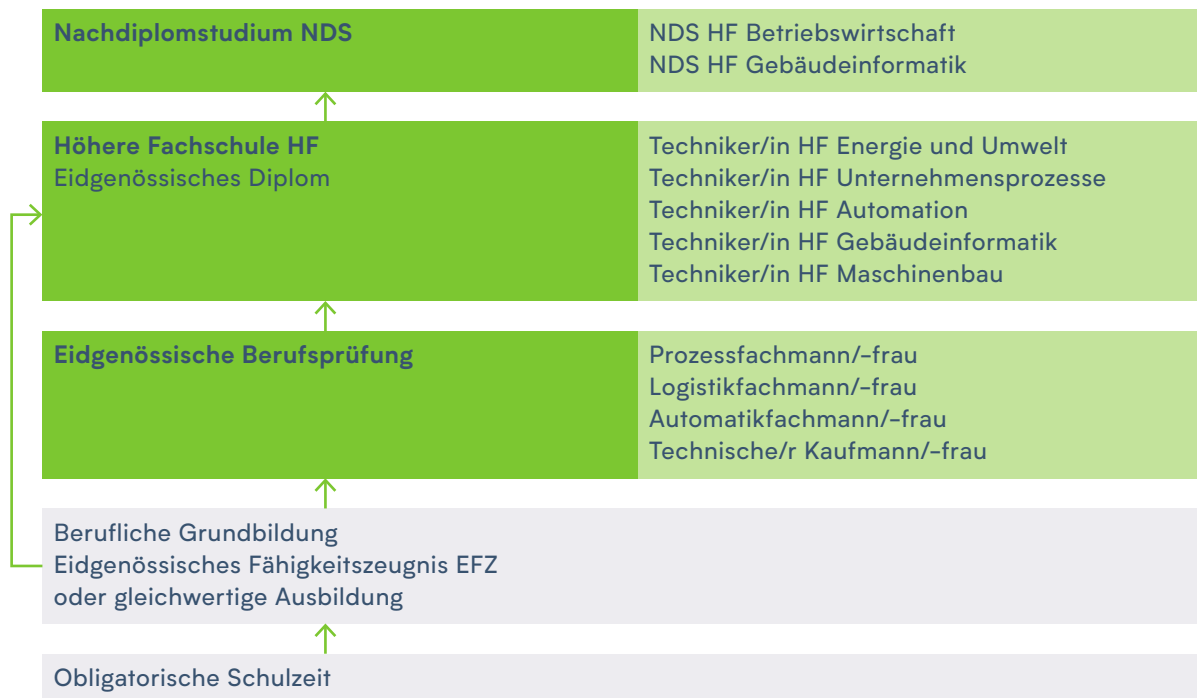 Nachdiplomstudium NDS
NDS HF Betriebswirtschaft
NDS HF Gebäudeinformatik
Höhere Fachschule HF
Eidgenössisches Diplom
Techniker/in HF Energie und Umwelt
Techniker/in HF Unternehmensprozesse
Techniker/in HF Automation
Techniker/in HF Gebäudeinformatik
Techniker/in HF Maschinenbau
Eidgenössische Berufsprüfung
Prozessfachmann/-frau
Logistikfachmann/-frau
Automatikfachmann/-frau
Technische/r Kaufmann/-frau
Berufliche Grundbildung
Eidgenössisches Fähigkeitszeugnis EFZ
oder gleichwertige Ausbildung
Obligatorische Schulzeit